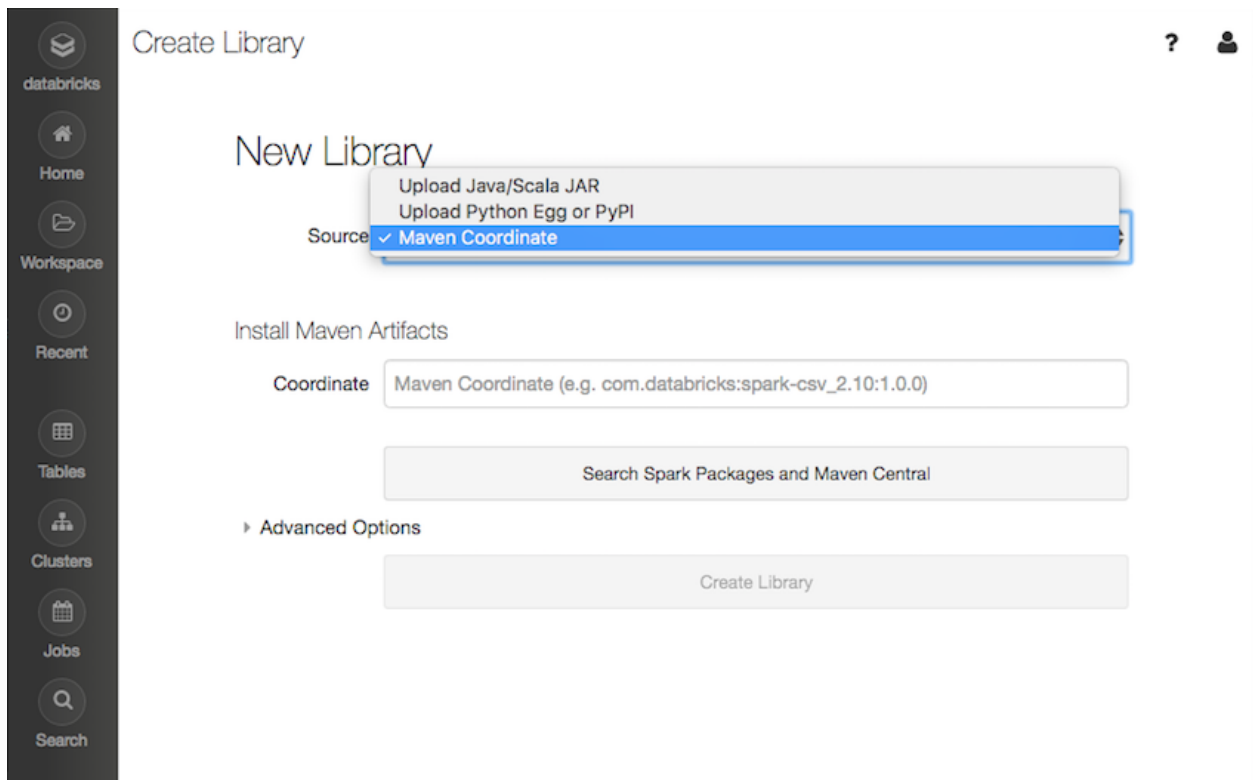 databricks
Home
Workspace
Recent
Tables
Clusters
Jobs
Search
Create Library
?
New Library
Source
Upload Java/Scala JAR
Upload Python Egg or PyPI
✓ Maven Coordinate
Install Maven Artifacts
Coordinate
Maven Coordinate (e.g. com.databricks:spark-csv_2.10:1.0.0)
Search Spark Packages and Maven Central
Advanced Options
Create Library